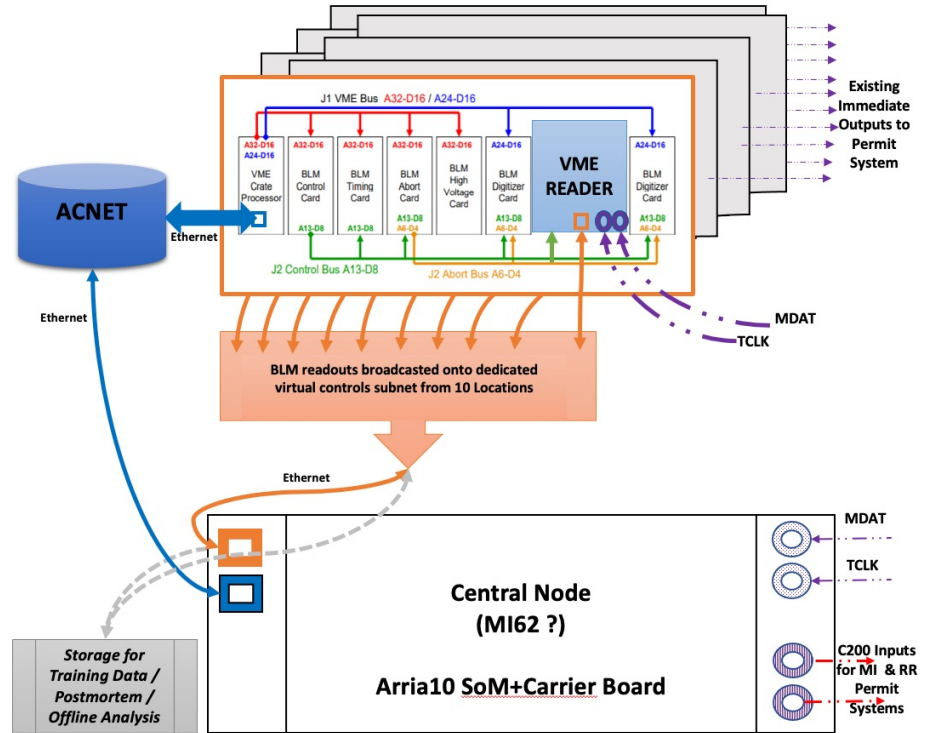 J1 VME Bus A32-D16 / A24-D16
Existing
Immediate
Outputs to
Permit
System
A32-D16
A24-D16
VME
Crate
Processor
A32-D16
BLM
Control
Card
A13-D8
A32-D16
BLM
Timing
Card
A13-D8
A32-D16
BLM
Abort
Card
A13-D8
A6-D4
A32-D16
BLM
High
Voltage
Card
A24-D16
BLM
Digitizer
Card
A13-D8
A6-D4
VME
READER
A24-D16
BLM
Digitizer
Card
A13-D8
A6-D4
J2 Control Bus A13-D8
J2 Abort Bus A6-D4
ACNET
Ethernet
Ethernet
MDAT
TCLK
BLM readouts broadcasted onto dedicated
virtual controls subnet from 10 Locations
Ethernet
MDAT
TCLK
Central Node
(MI62 ?)
Arria10 SoM+Carrier Board
C200 Inputs
for MI & RR
Permit
Systems
Storage for
Training Data /
Postmortem /
Offline Analysis